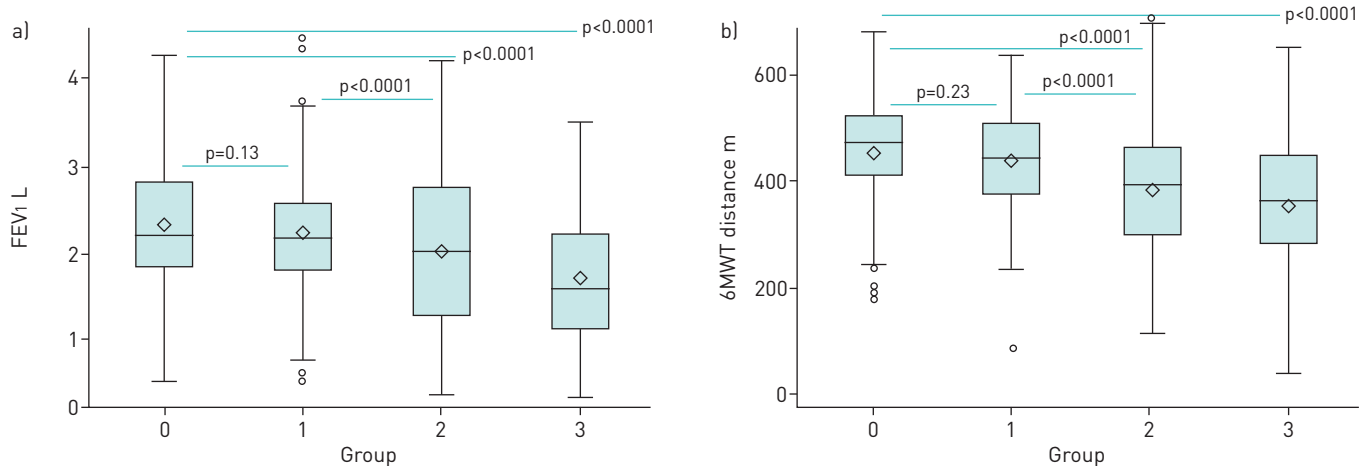 a)
p<0.0001
p<0.0001
p<0.0001
p=0.13
FEV1 L
4
3
2
1
0
0 1 2 3
Group
b)
p<0.0001
p<0.0001
p=0.23
p<0.0001
6MWT distance m
600
400
200
0
0 1 2 3
Group